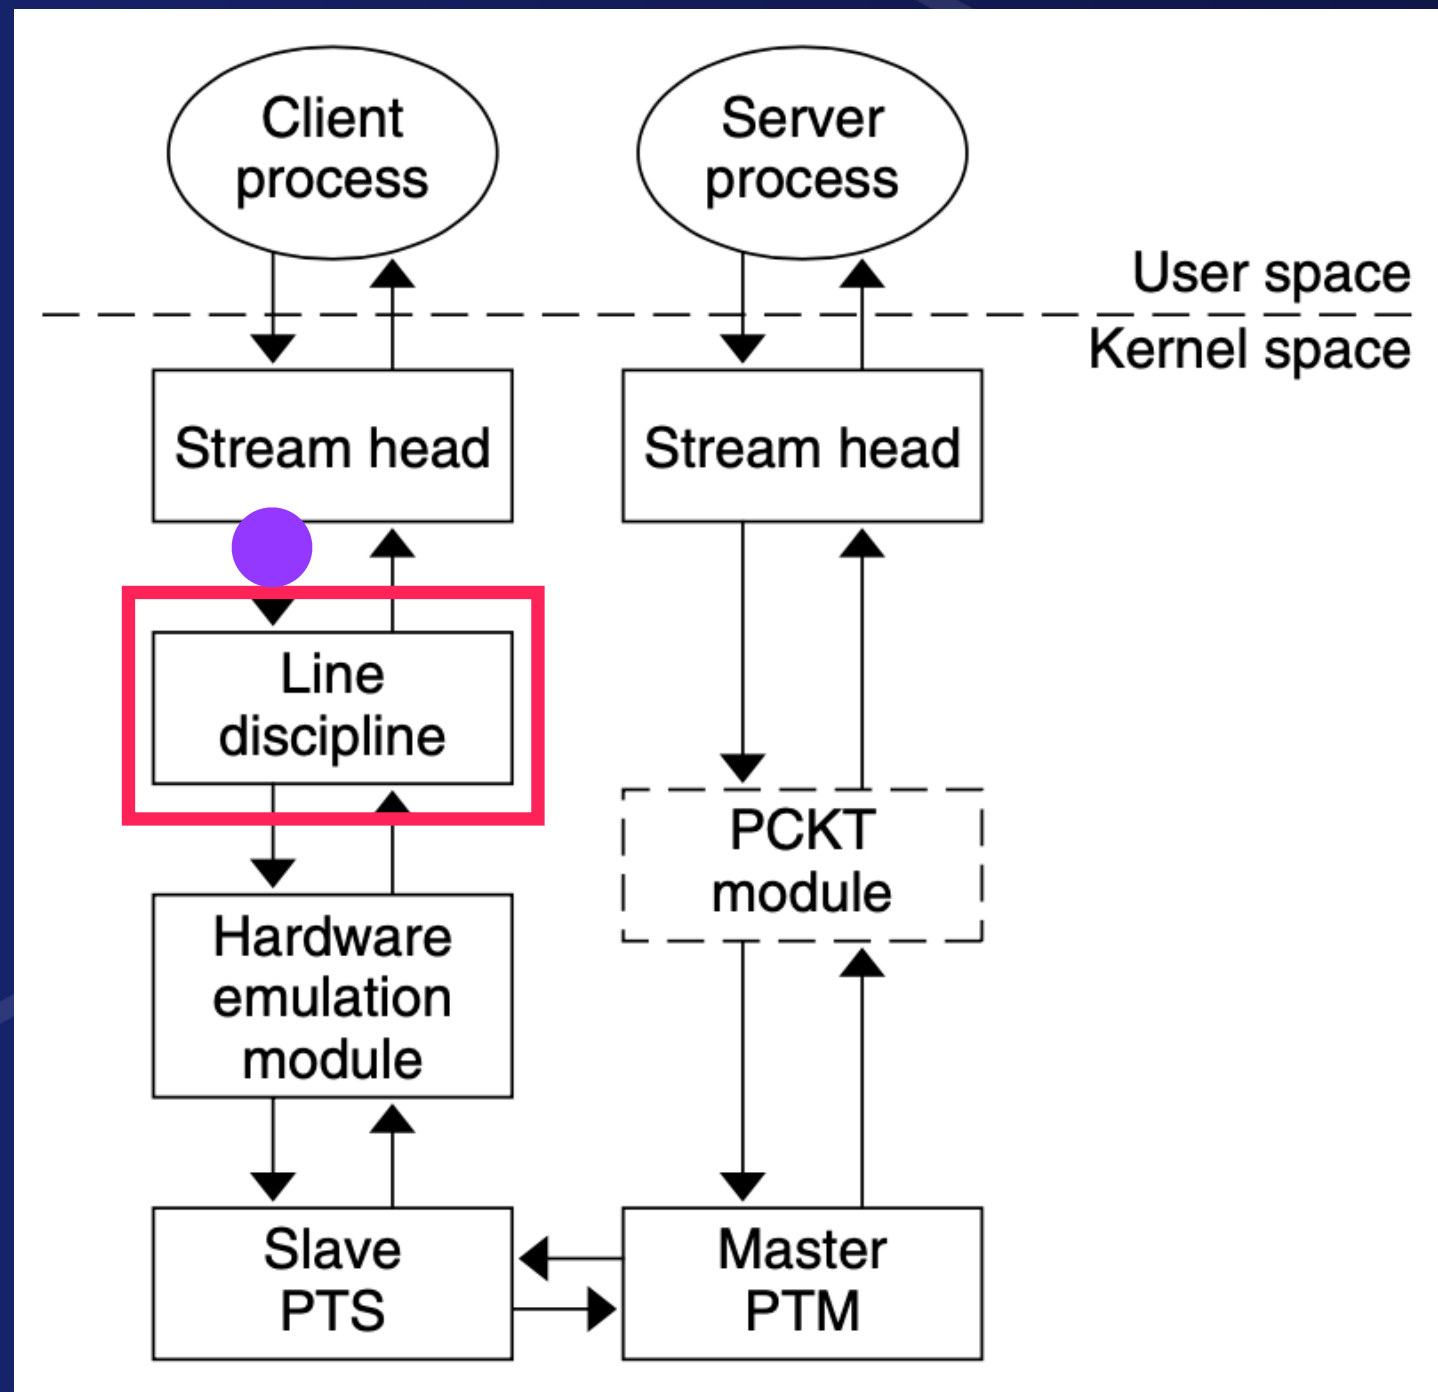 Client
process
Server
process
User space
Kernel space
Stream head
Stream head
Line
discipline
PCKT
module
Hardware
emulation
module
Slave
PTS
Master
PTM